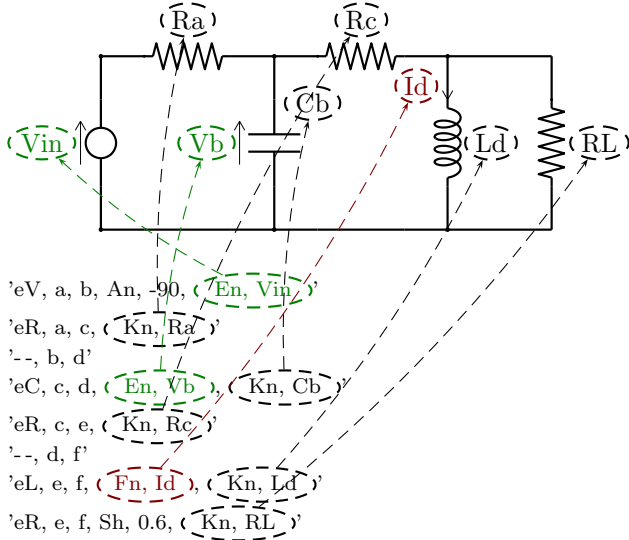 Ra Rc
Id
Cb
Vin Vb Ld RL
'eV, a, b, An, -90, En, Vin'
'eR, a, c, Kn, Ra'
'--, b, d'
'eC, c, d, En, Vb, Kn, Cb'
'eR, c, e, Kn, Rc'
'--, d, f'
'eL, e, f, Fn, Id, Kn, Ld'
'eR, e, f, Sh, 0.6, Kn, RL'